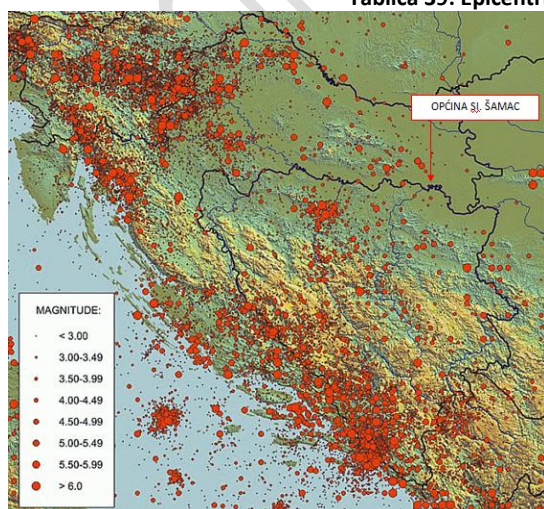 Tablica 39. Epicentri
OPĆINA SL. ŠAMAC
MAGNITUDE:
< 3.00
3.00-3.49
3.50-3.99
4.00-4.49
4.50-4.99
5.00-5.49
5.50-5.99
> 6.0